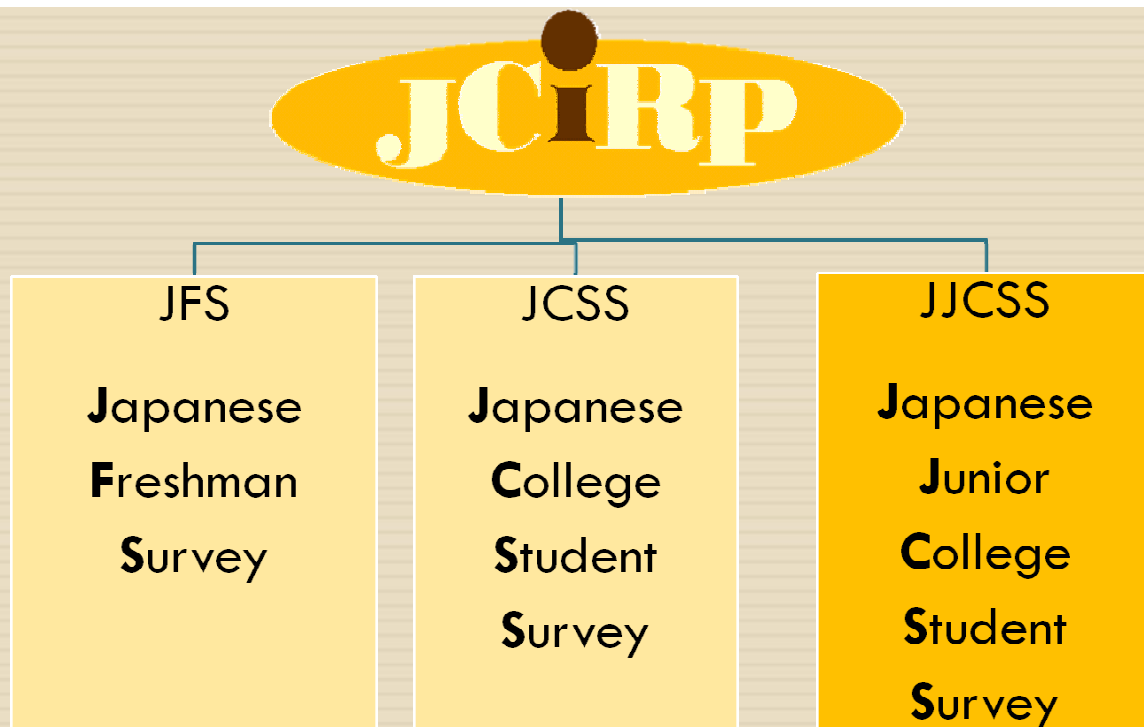 JCiRP
JFS
Japanese
Freshman
Survey
JCSS
Japanese
College
Student
Survey
JJCSS
Japanese
Junior
College
Student
Survey